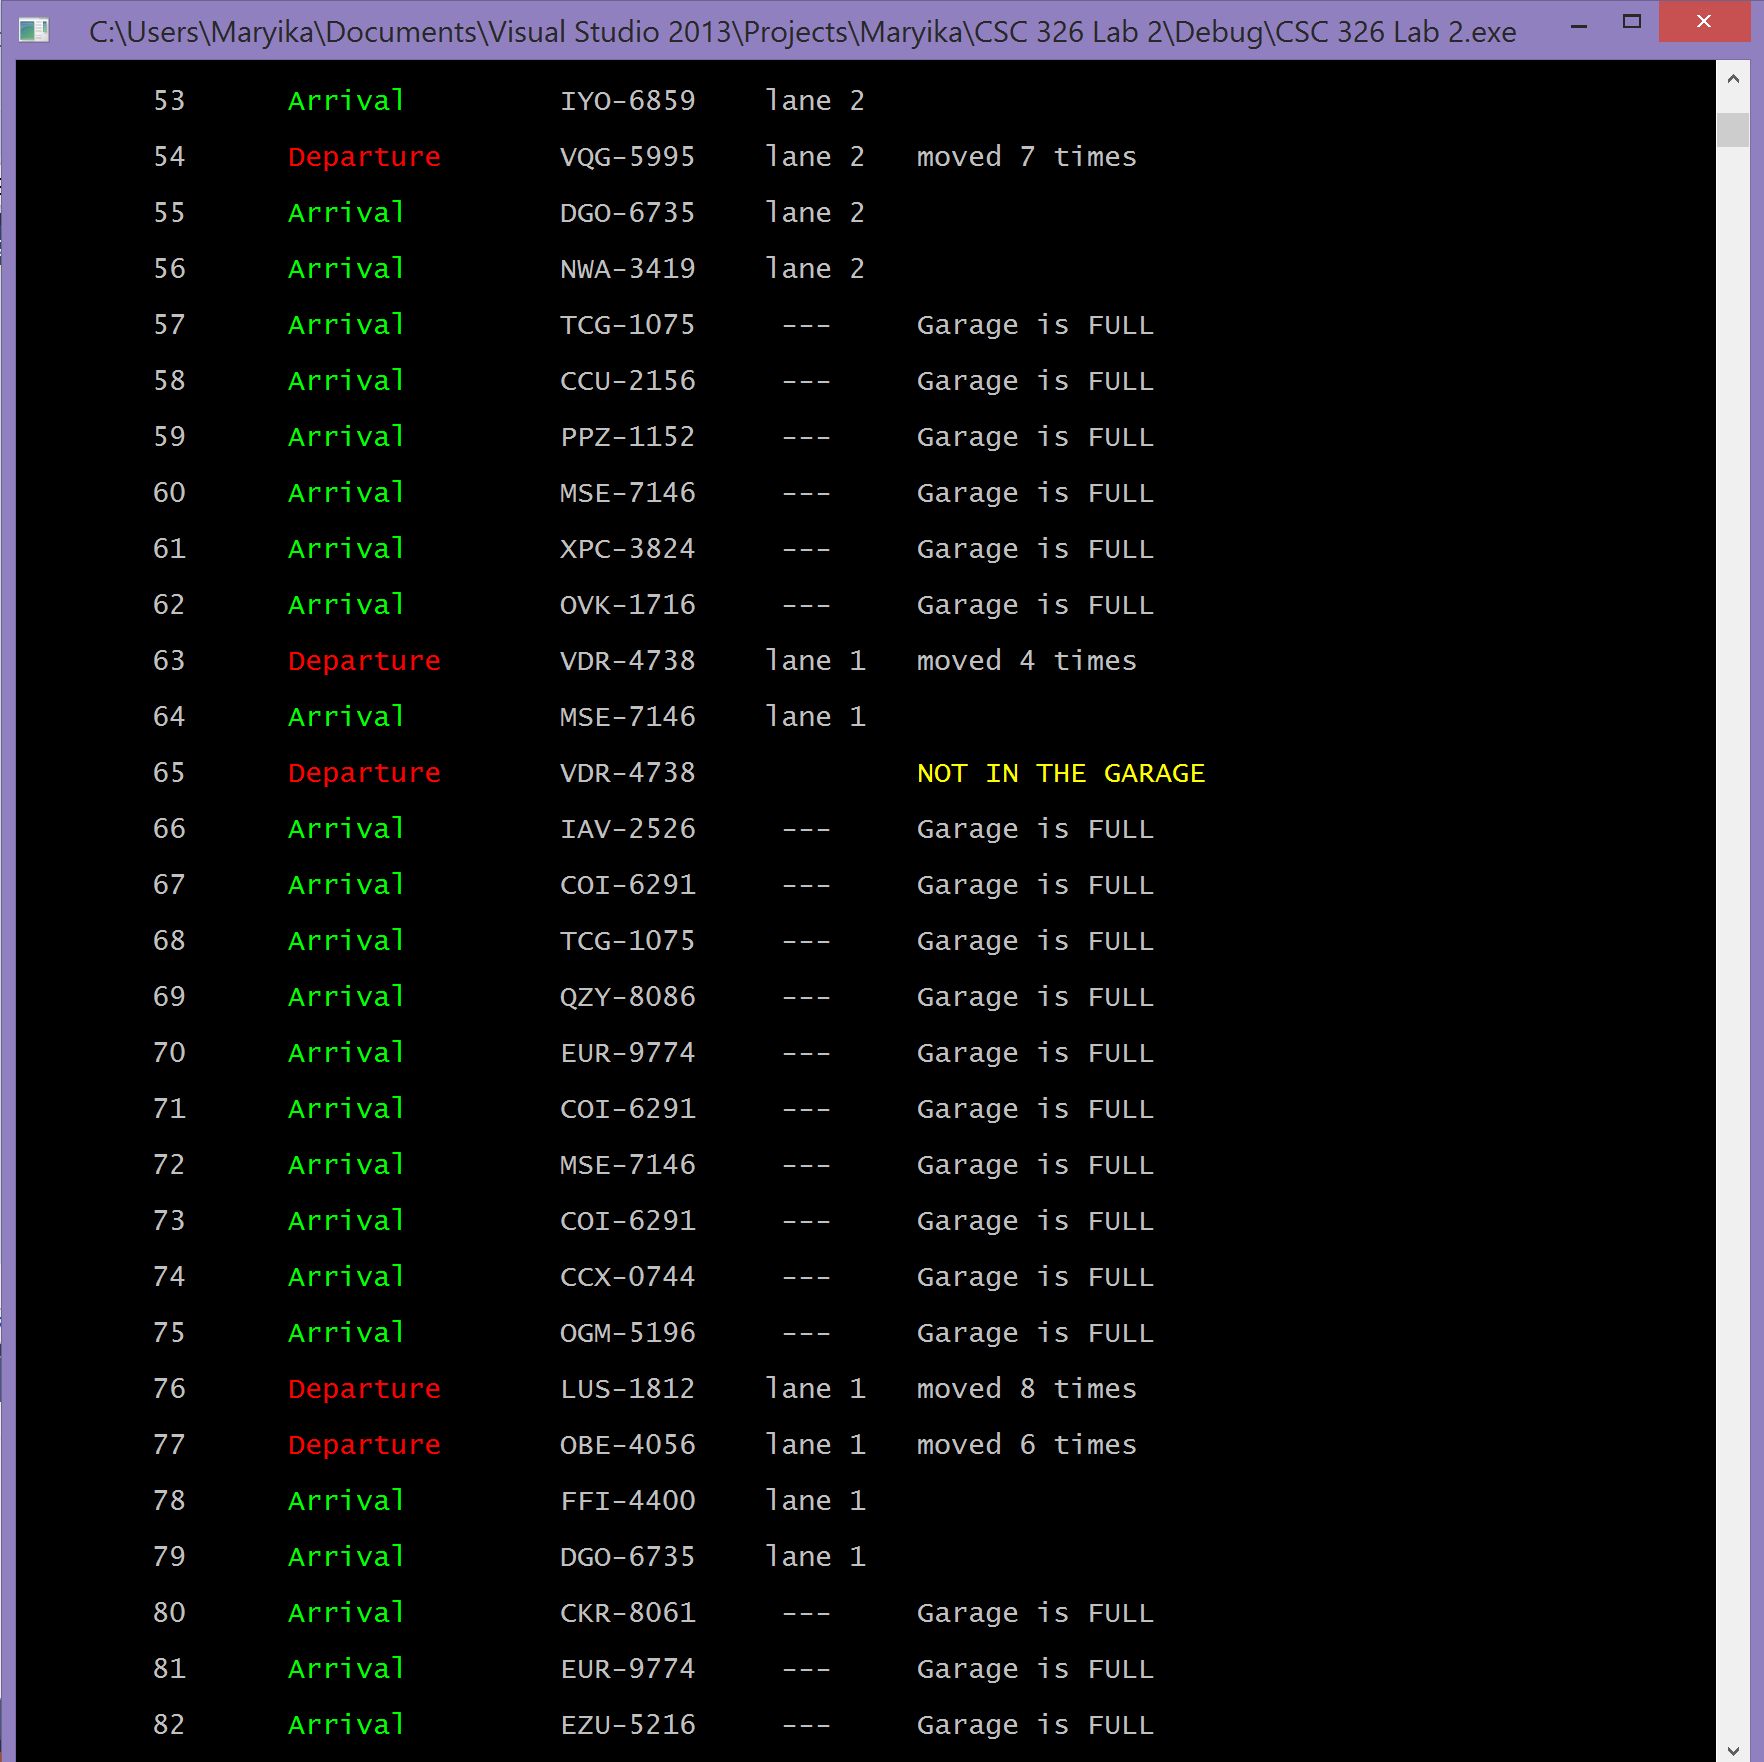 C:\Users\Maryika\Documents\Visual Studio 2013\Projects\Maryika\CSC 326 Lab 2\Debug\CSC 326 Lab 2.exe
53 Arrival IYO-6859 lane 2
54 Departure VQG-5995 lane 2 moved 7 times
55 Arrival DGO-6735 lane 2
56 Arrival NWA-3419 lane 2
57 Arrival TCG-1075 --- Garage is FULL
58 Arrival CCU-2156 --- Garage is FULL
59 Arrival PPZ-1152 --- Garage is FULL
60 Arrival MSE-7146 --- Garage is FULL
61 Arrival XPC-3824 --- Garage is FULL
62 Arrival OVK-1716 --- Garage is FULL
63 Departure VDR-4738 lane 1 moved 4 times
64 Arrival MSE-7146 lane 1
65 Departure VDR-4738 NOT IN THE GARAGE
66 Arrival IAV-2526 --- Garage is FULL
67 Arrival COI-6291 --- Garage is FULL
68 Arrival TCG-1075 --- Garage is FULL
69 Arrival QZY-8086 --- Garage is FULL
70 Arrival EUR-9774 --- Garage is FULL
71 Arrival COI-6291 --- Garage is FULL
72 Arrival MSE-7146 --- Garage is FULL
73 Arrival COI-6291 --- Garage is FULL
74 Arrival CCX-0744 --- Garage is FULL
75 Arrival OGM-5196 --- Garage is FULL
76 Departure LUS-1812 lane 1 moved 8 times
77 Departure OBE-4056 lane 1 moved 6 times
78 Arrival FFI-4400 lane 1
79 Arrival DGO-6735 lane 1
80 Arrival CKR-8061 --- Garage is FULL
81 Arrival EUR-9774 --- Garage is FULL
82 Arrival EZU-5216 --- Garage is FULL